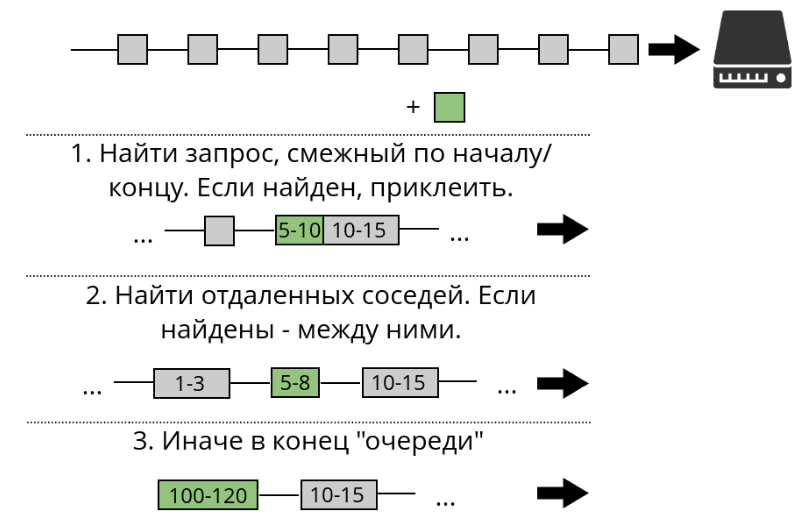 +
1. Найти запрос, смежный по началу/
концу. Если найден, приклеить.
... 5-10 10-15 ...
2. Найти отдаленных соседей. Если
найдены - между ними.
... 1-3 5-8 10-15 ...
3. Иначе в конец "очереди"
100-120 10-15 ...